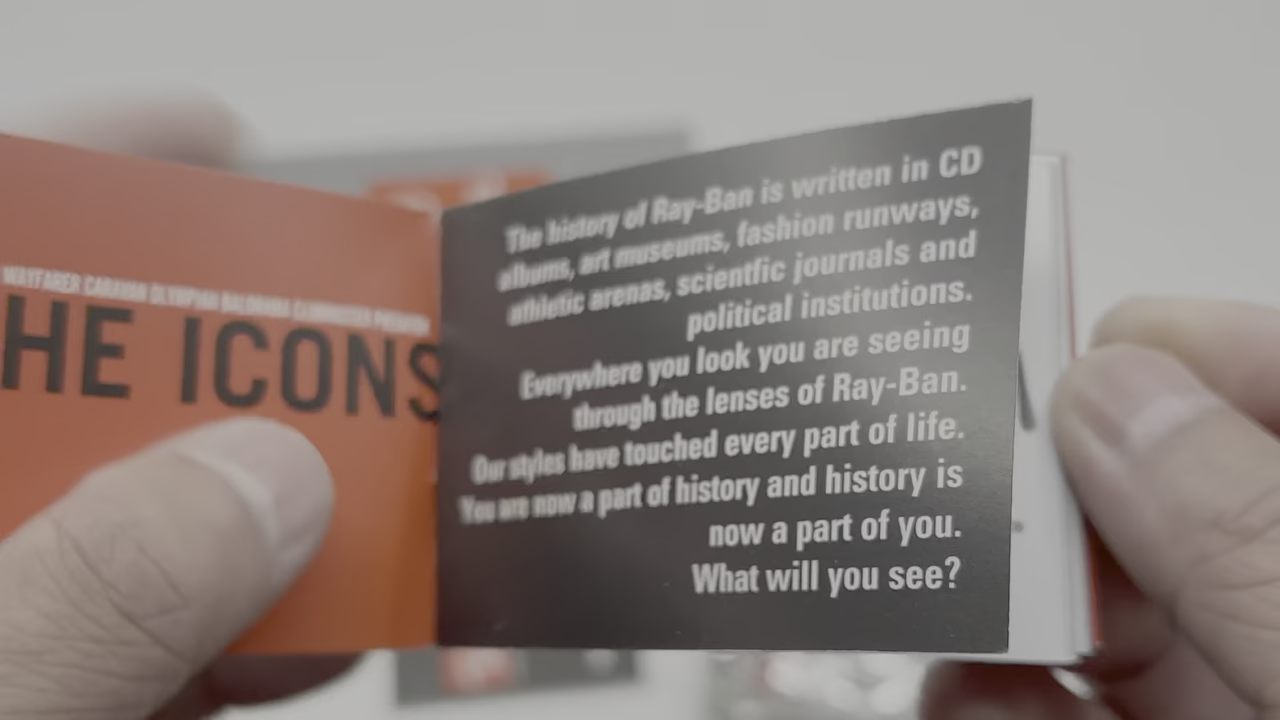 WAYFARER CARAVAN OLYMPIAN BALORAMA CLUBMASTER
HE ICONS
The history of Ray-Ban is written in CD
albums, art museums, fashion runways,
athletic arenas, scientfic journals and
political institutions.
Everywhere you look you are seeing
through the lenses of Ray-Ban.
Our styles have touched every part of life.
You are now a part of history and history is
now a part of you.
What will you see?